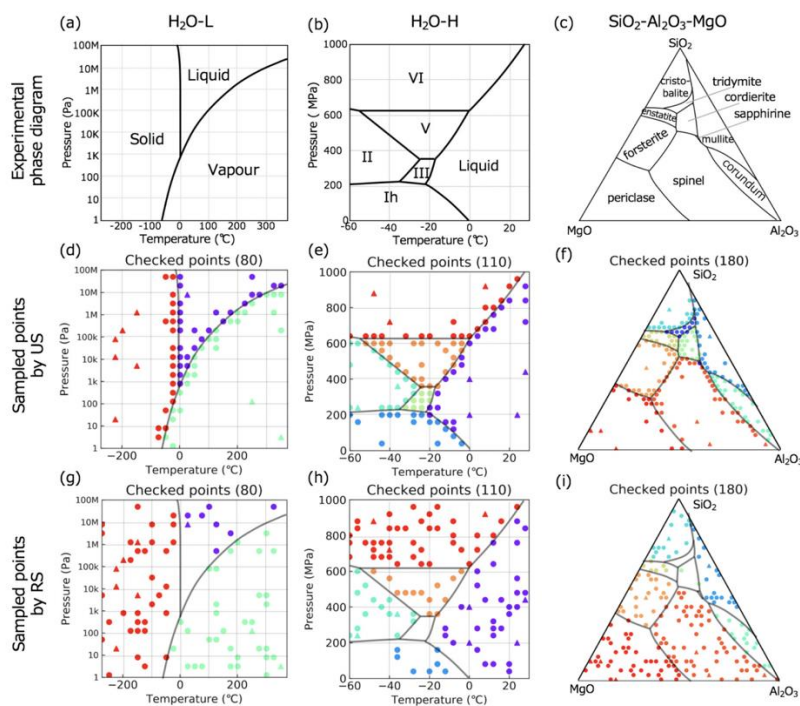 (a) H₂O-L
(b) H₂O-H
(c) SiO₂-Al₂O₃-MgO
Experimental
phase diagram
Pressure (Pa)
100M
10M
1M
100K
10K
1K
100
10
1
Liquid
Solid
Vapour
-200 -100 0 100 200 300
Temperature (℃)
Pressure ( MPa)
1000
800
600
400
200
0
VI
V
II
III
Liquid
Ih
-60 -40 -20 0 20
Temperature (℃)
SiO₂
cristo-
balite
tridymite
cordierite
sapphirine
enstatite
forsterite
mullite
corundum
periclase
spinel
MgO
Al₂O₃
Sampled points
by US
(d)
Checked points (80)
Pressure (Pa)
100M
10M
1M
100k
10k
1k
100
10
1
−200 0 200
Temperature (℃)
(e)
Checked points (110)
Pressure (MPa)
1000
800
600
400
200
0
−60 −40 −20 0 20
Temperature (℃)
(f)
Checked points (180)
SiO₂
MgO
Al₂O₃
Sampled points
by RS
(g)
Checked points (80)
Pressure (Pa)
100M
10M
1M
100k
10k
1k
100
10
1
−200 0 200
Temperature (℃)
(h)
Checked points (110)
Pressure (MPa)
1000
800
600
400
200
0
−60 −40 −20 0 20
Temperature (℃)
(i)
Checked points (180)
SiO₂
MgO
Al₂O₃